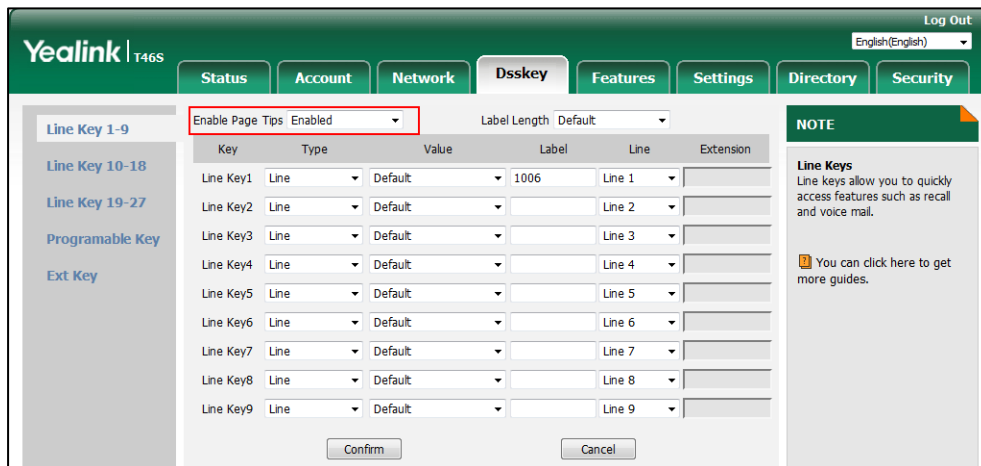 Log Out
Yealink T46S
English(English)
Status Account Network Dsskey Features Settings Directory Security
Line Key 1-9
Line Key 10-18
Line Key 19-27
Programable Key
Ext Key
Enable Page Tips Enabled Label Length Default
Key Type Value Label Line Extension
Line Key1 Line Default 1006 Line 1
Line Key2 Line Default Line 2
Line Key3 Line Default Line 3
Line Key4 Line Default Line 4
Line Key5 Line Default Line 5
Line Key6 Line Default Line 6
Line Key7 Line Default Line 7
Line Key8 Line Default Line 8
Line Key9 Line Default Line 9
Confirm Cancel
NOTE
Line Keys
Line keys allow you to quickly
access features such as recall
and voice mail.
? You can click here to get
more guides.